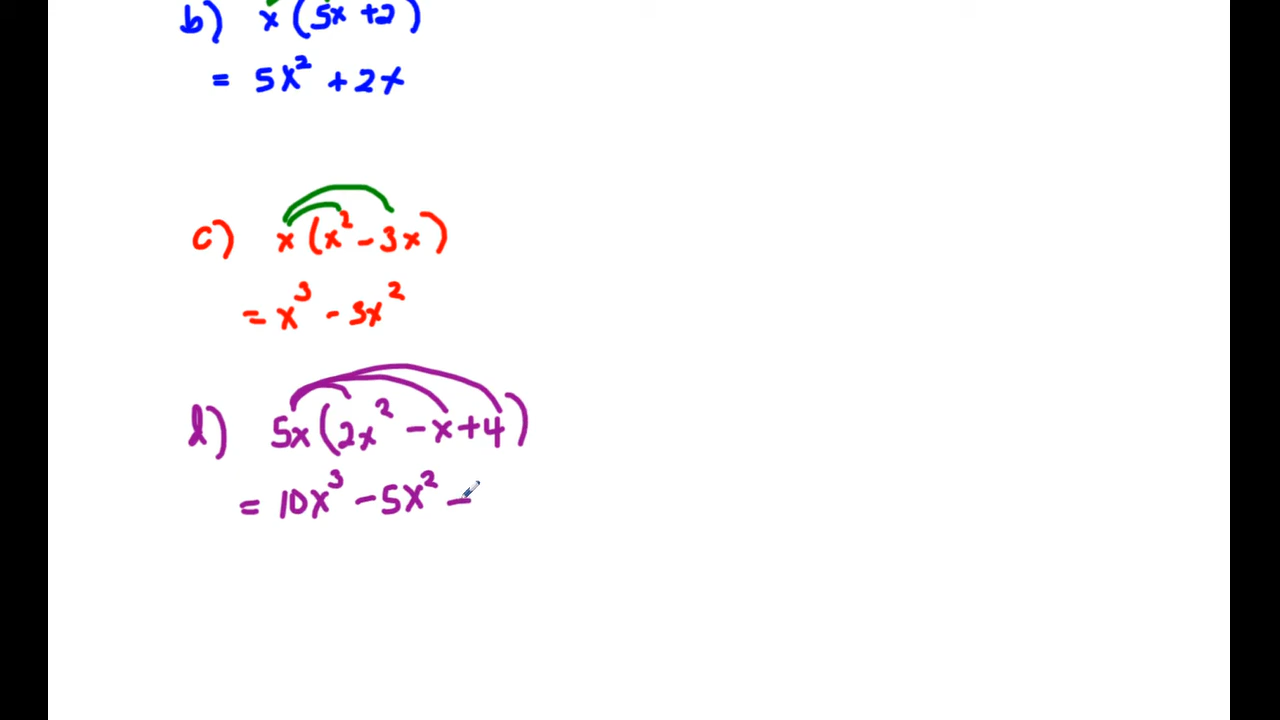 b) x(5x+2)
= 5x² + 2x
c) x(x² - 3x)
= x³ - 3x²
d) 5x(2x² - x + 4)
= 10x³ - 5x² -